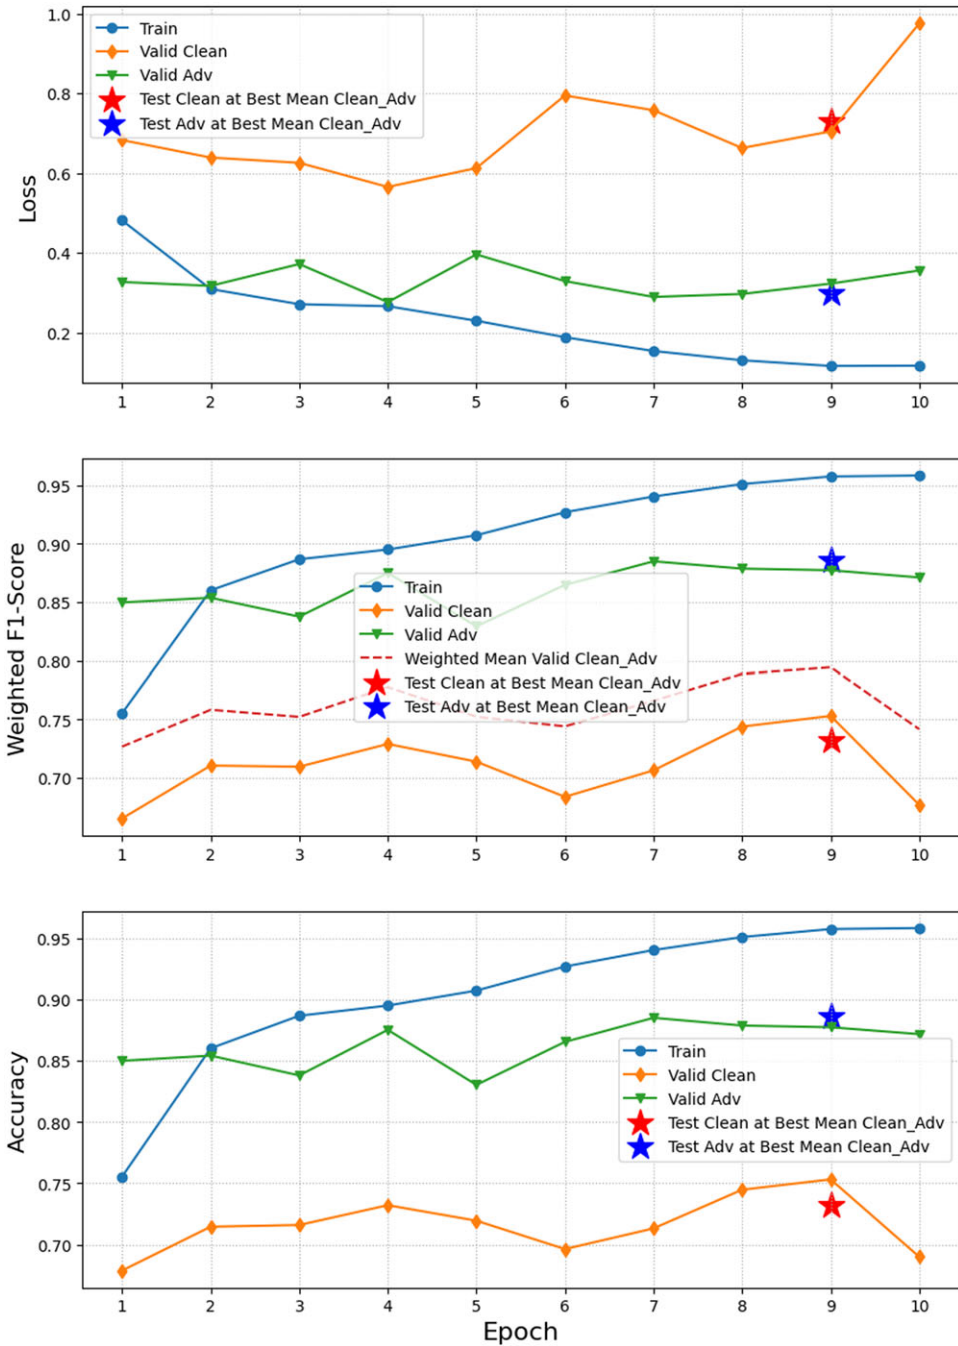 1.0
0.8
0.6
0.4
0.2
Loss
Train
Valid Clean
Valid Adv
Test Clean at Best Mean Clean_Adv
Test Adv at Best Mean Clean_Adv
1 2 3 4 5 6 7 8 9 10
0.95
0.90
0.85
0.80
0.75
0.70
Weighted F1-Score
Train
Valid Clean
Valid Adv
Weighted Mean Valid Clean_Adv
Test Clean at Best Mean Clean_Adv
Test Adv at Best Mean Clean_Adv
1 2 3 4 5 6 7 8 9 10
0.95
0.90
0.85
0.80
0.75
0.70
Accuracy
Train
Valid Clean
Valid Adv
Test Clean at Best Mean Clean_Adv
Test Adv at Best Mean Clean_Adv
1 2 3 4 5 6 7 8 9 10
Epoch